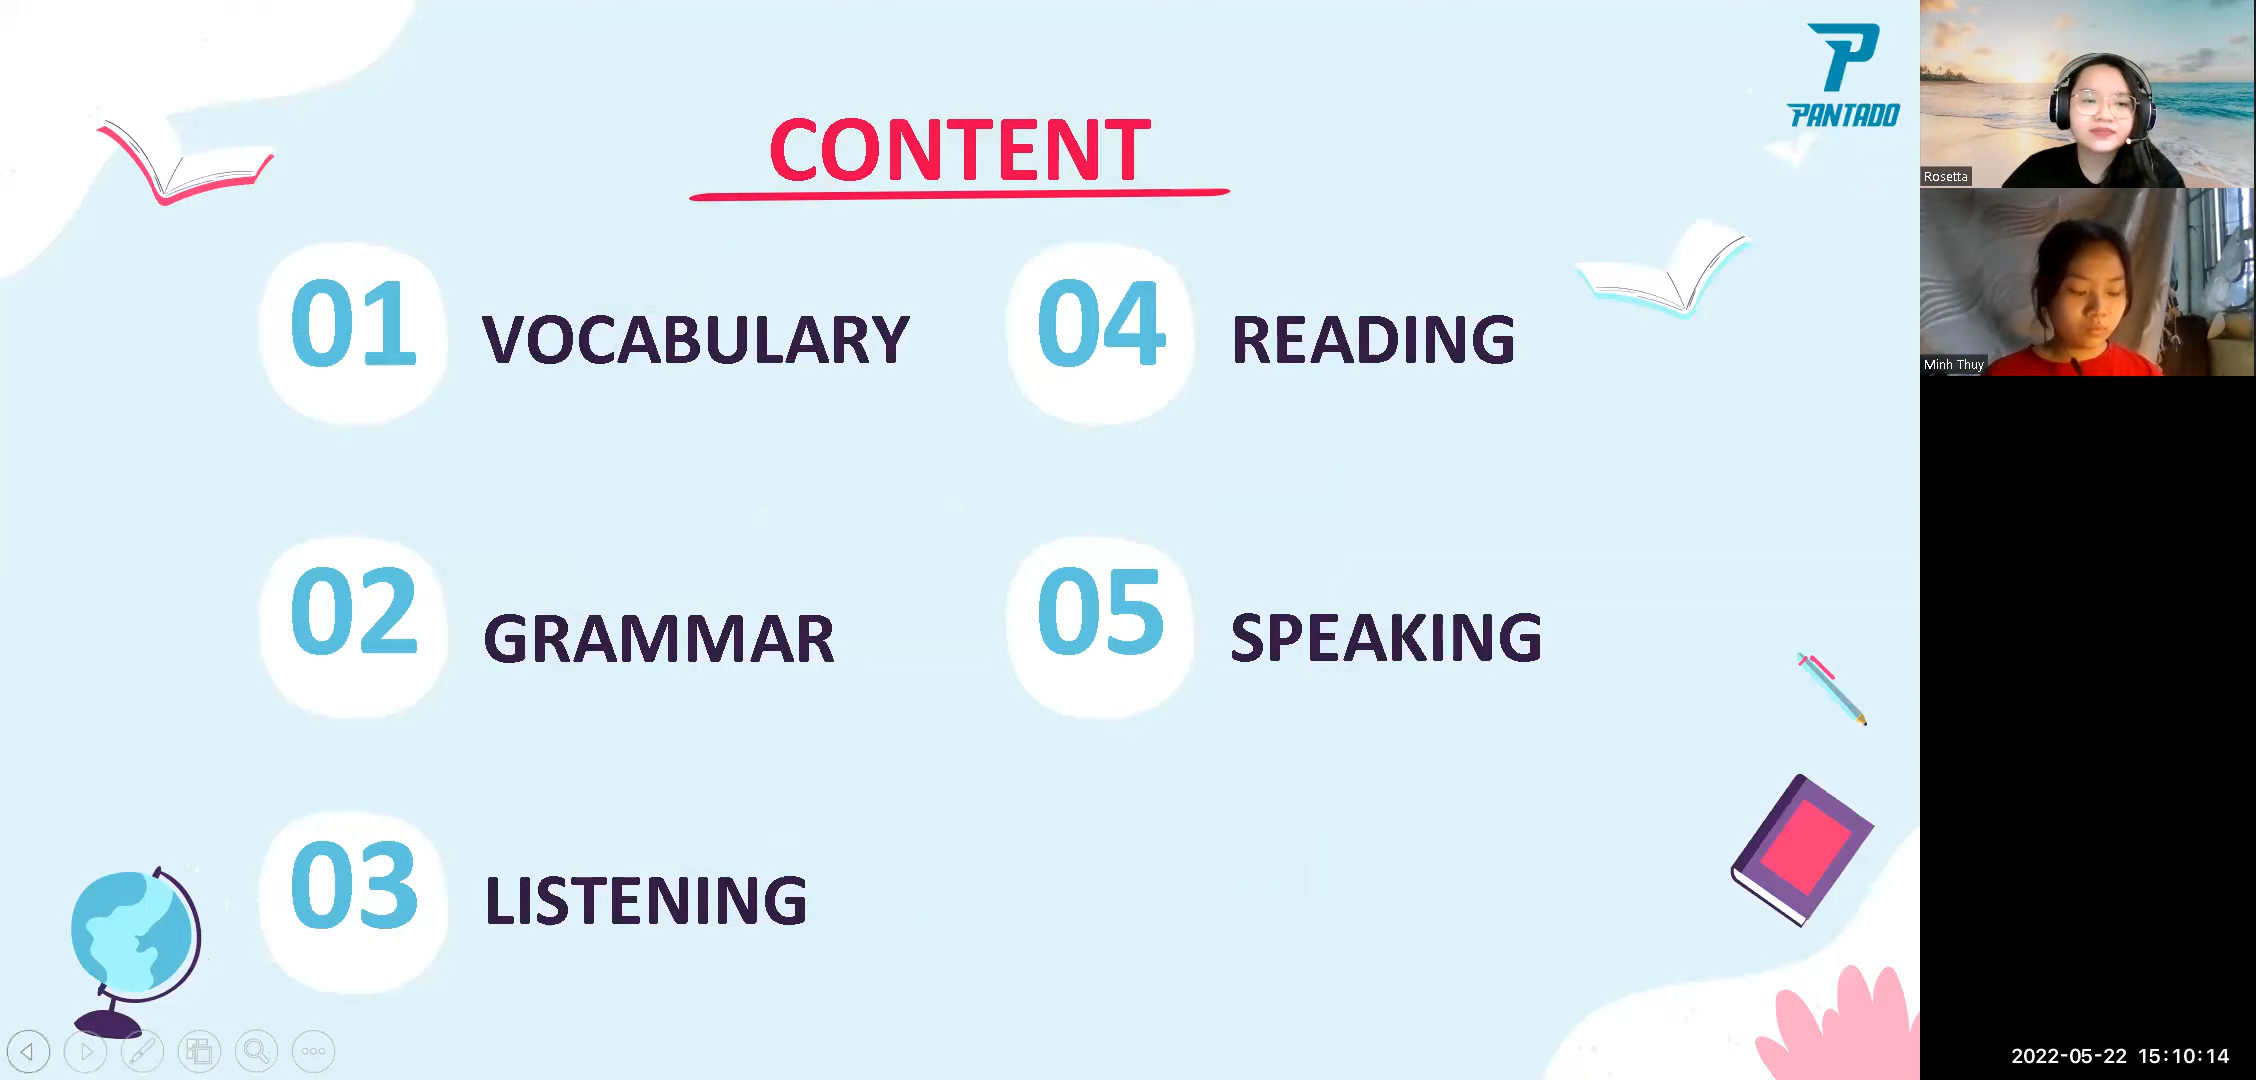 PANTADO
CONTENT
01 VOCABULARY
04 READING
02 GRAMMAR
05 SPEAKING
03 LISTENING
Rosetta
Minh Thuy
2022-05-22 15:10:14